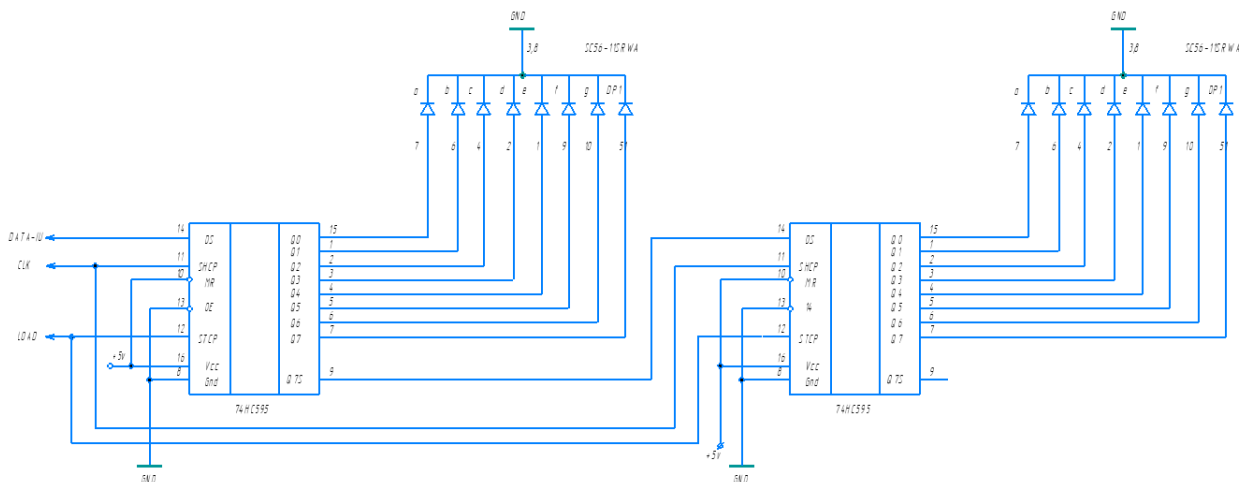 GND
GND
3,8
SC56-11SRWA
3,8
SC56-11SRWA
a b c d e f g DP1
a b c d e f g DP1
7 6 4 2 1 9 10 51
7 6 4 2 1 9 10 51
DATA-IU
14 DS
Q0 15
14 DS
Q0 15
Q1 1
Q1 1
CLK
11 SHCP
Q2 2
11 SHCP
Q2 2
10 MR
Q3 3
10 MR
Q3 3
Q4 4
Q4 4
13 OE
Q5 5
13 14
Q5 5
Q6 6
Q6 6
LOAD
12 STCP
Q7 7
12 STCP
Q7 7
+5v
16 Vcc
16 Vcc
8 Gnd
Q7S 9
8 Gnd
Q7S 9
74HC595
74HC595
+5v
GND
GND